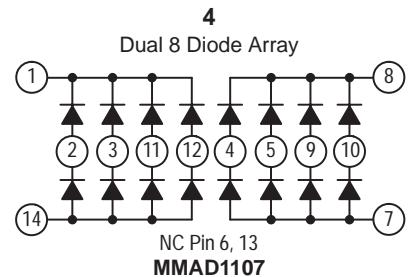 4
Dual 8 Diode Array
1 8
2 3 11 12 4 5 9 10
14 7
NC Pin 6, 13
MMAD1107